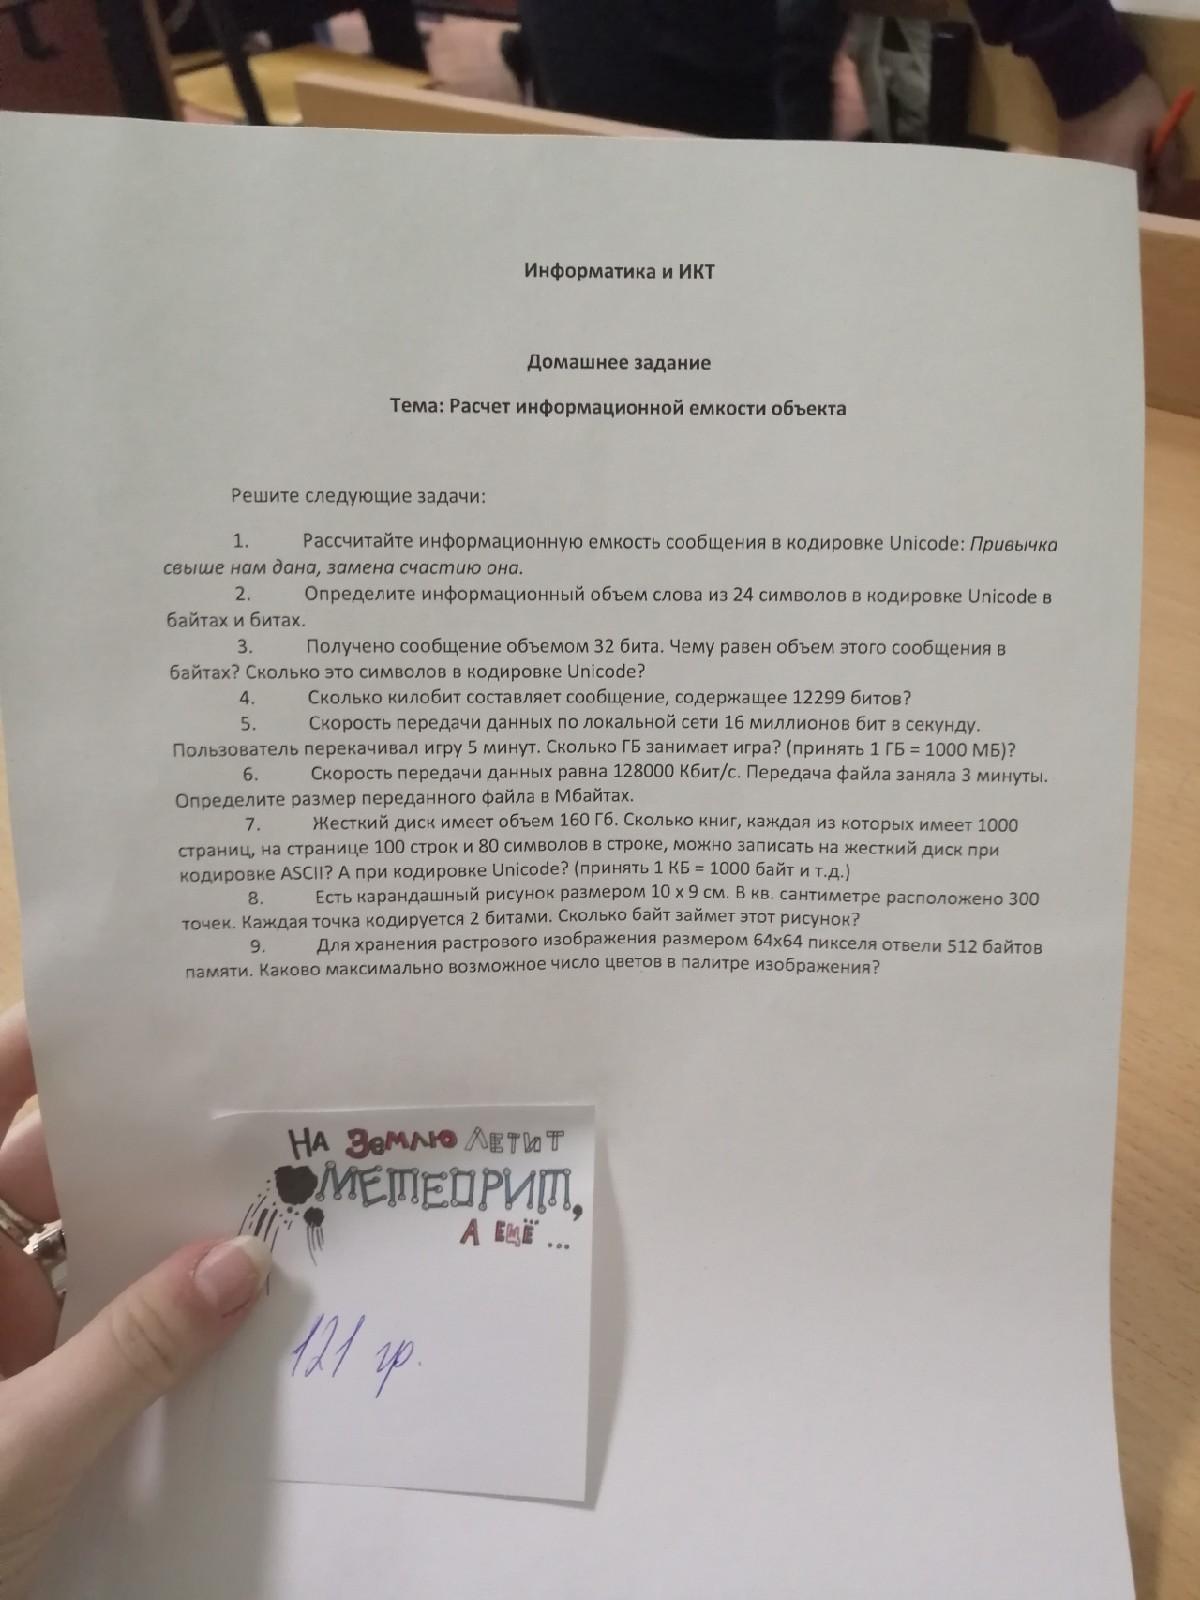 Информатика и ИКТ
Домашнее задание
Тема: Расчет информационной емкости объекта
Решите следующие задачи:
1. Рассчитайте информационную емкость сообщения в кодировке Unicode: Привычка
свыше нам дана, замена счастию она.
2. Определите информационный объем слова из 24 символов в кодировке Unicode в
байтах и битах.
3. Получено сообщение объемом 32 бита. Чему равен объем этого сообщения в
байтах? Сколько это символов в кодировке Unicode?
4. Сколько килобит составляет сообщение, содержащее 12299 битов?
5. Скорость передачи данных по локальной сети 16 миллионов бит в секунду.
Пользователь перекачивал игру 5 минут. Сколько ГБ занимает игра? (принять 1 ГБ = 1000 МБ)?
6. Скорость передачи данных равна 128000 Кбит/с. Передача файла заняла 3 минуты.
Определите размер переданного файла в Мбайтах.
7. Жесткий диск имеет объем 160 Гб. Сколько книг, каждая из которых имеет 1000
страниц, на странице 100 строк и 80 символов в строке, можно записать на жесткий диск при
кодировке ASCII? А при кодировке Unicode? (принять 1 КБ = 1000 байт и т.д.)
8. Есть карандашный рисунок размером 10 x 9 см. В кв. сантиметре расположено 300
точек. Каждая точка кодируется 2 битами. Сколько байт займет этот рисунок?
9. Для хранения растрового изображения размером 64x64 пикселя отвели 512 байтов
памяти. Каково максимально возможное число цветов в палитре изображения?
НА ЗЕМЛЮ ЛЕТИТ
МЕТЕОРИТ,
А ЕЩЁ ...
121 гр.